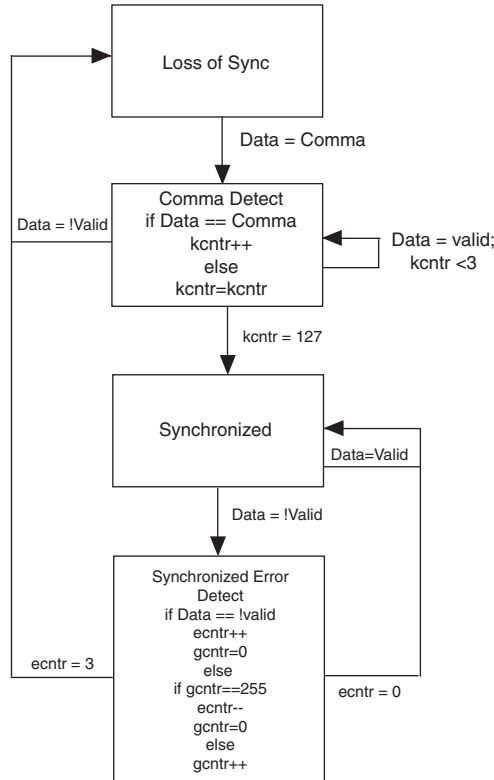 Loss of Sync
Data = Comma
Comma Detect
if Data == Comma
kcntr++
else
kcntr=kcntr
Data = !Valid
Data = valid;
kcntr <3
kcntr = 127
Synchronized
Data=Valid
Data = !Valid
Synchronized Error
Detect
if Data == !valid
ecntr++
gcntr=0
else
if gcntr==255
ecntr--
gcntr=0
else
gcntr++
ecntr = 3
ecntr = 0